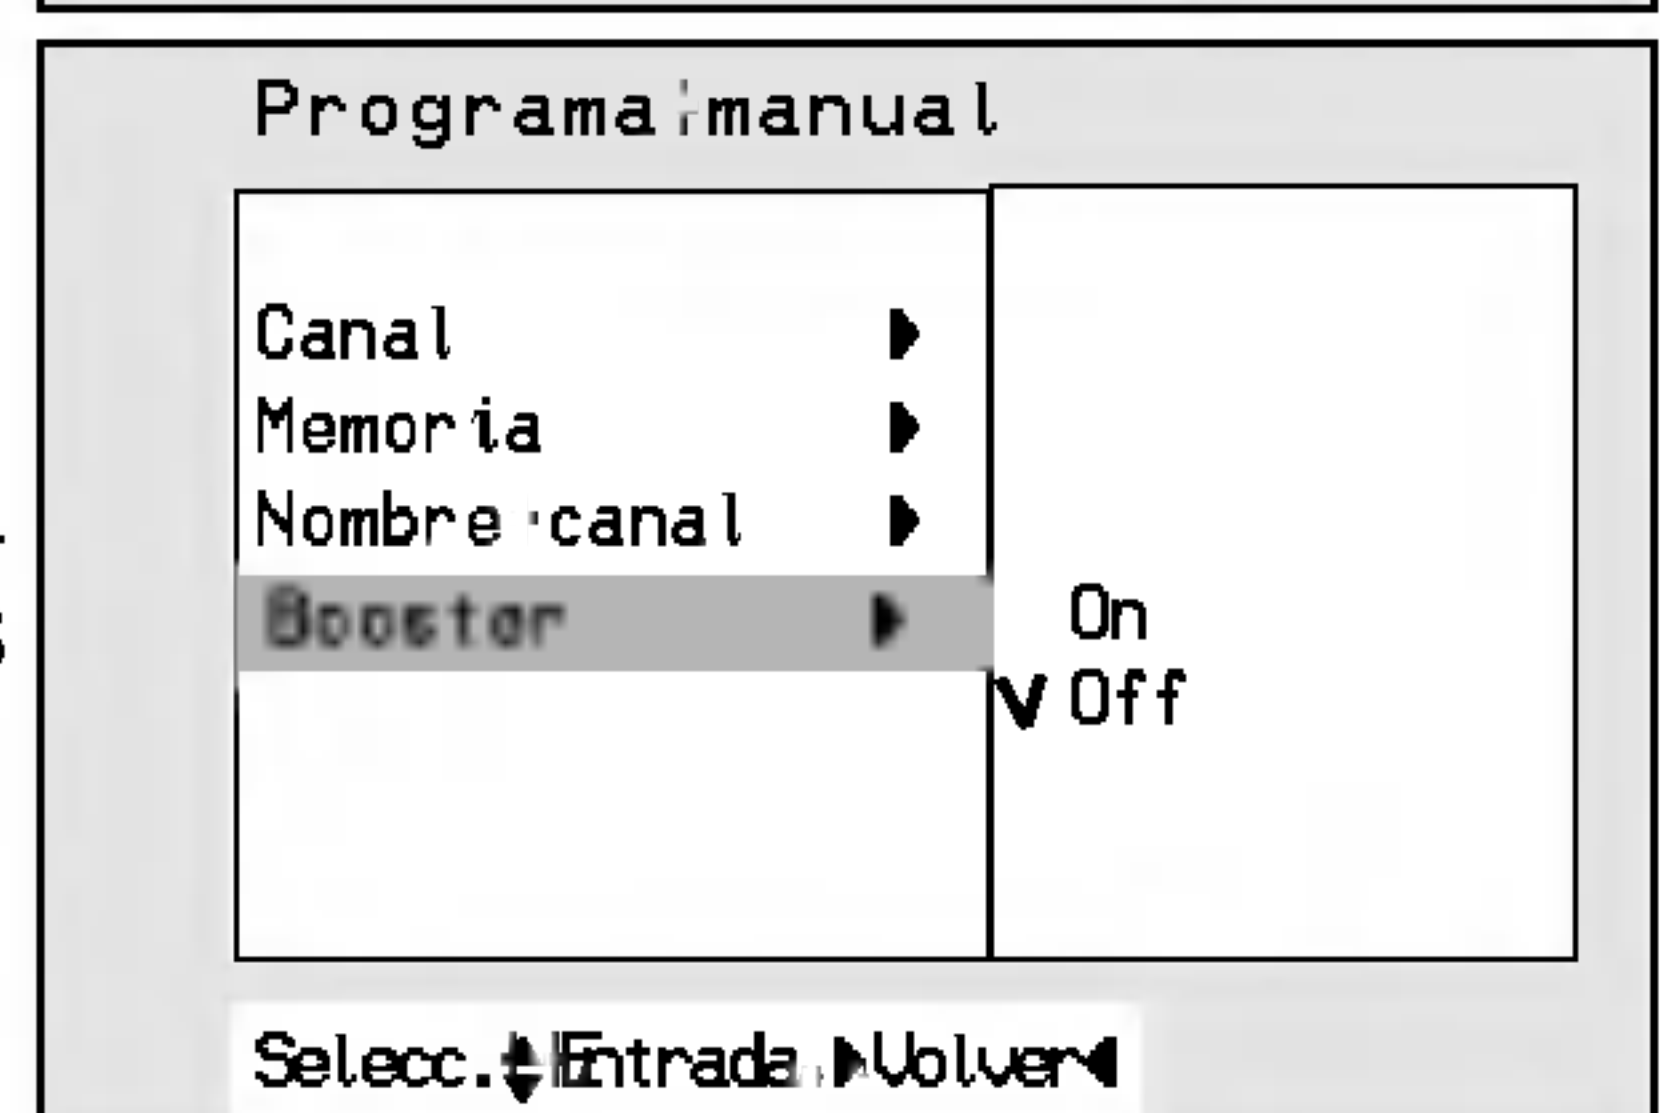 Programa manual
Canal ▶
Memoria ▶
Nombre canal ▶
Booster ▶ On
V Off
Selecc. Entrada ▶ Volver ◀